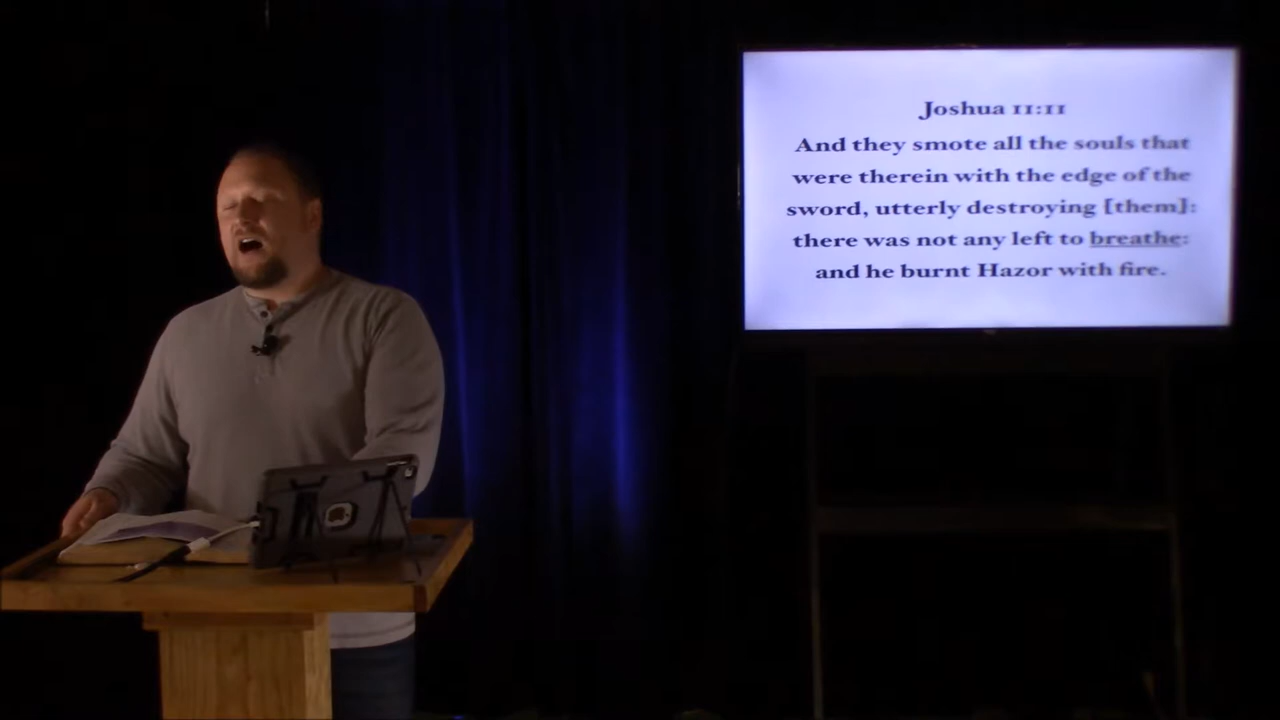 Joshua 11:11
And they smote all the souls that
were therein with the edge of the
sword, utterly destroying [them]:
there was not any left to breathe:
and he burnt Hazor with fire.